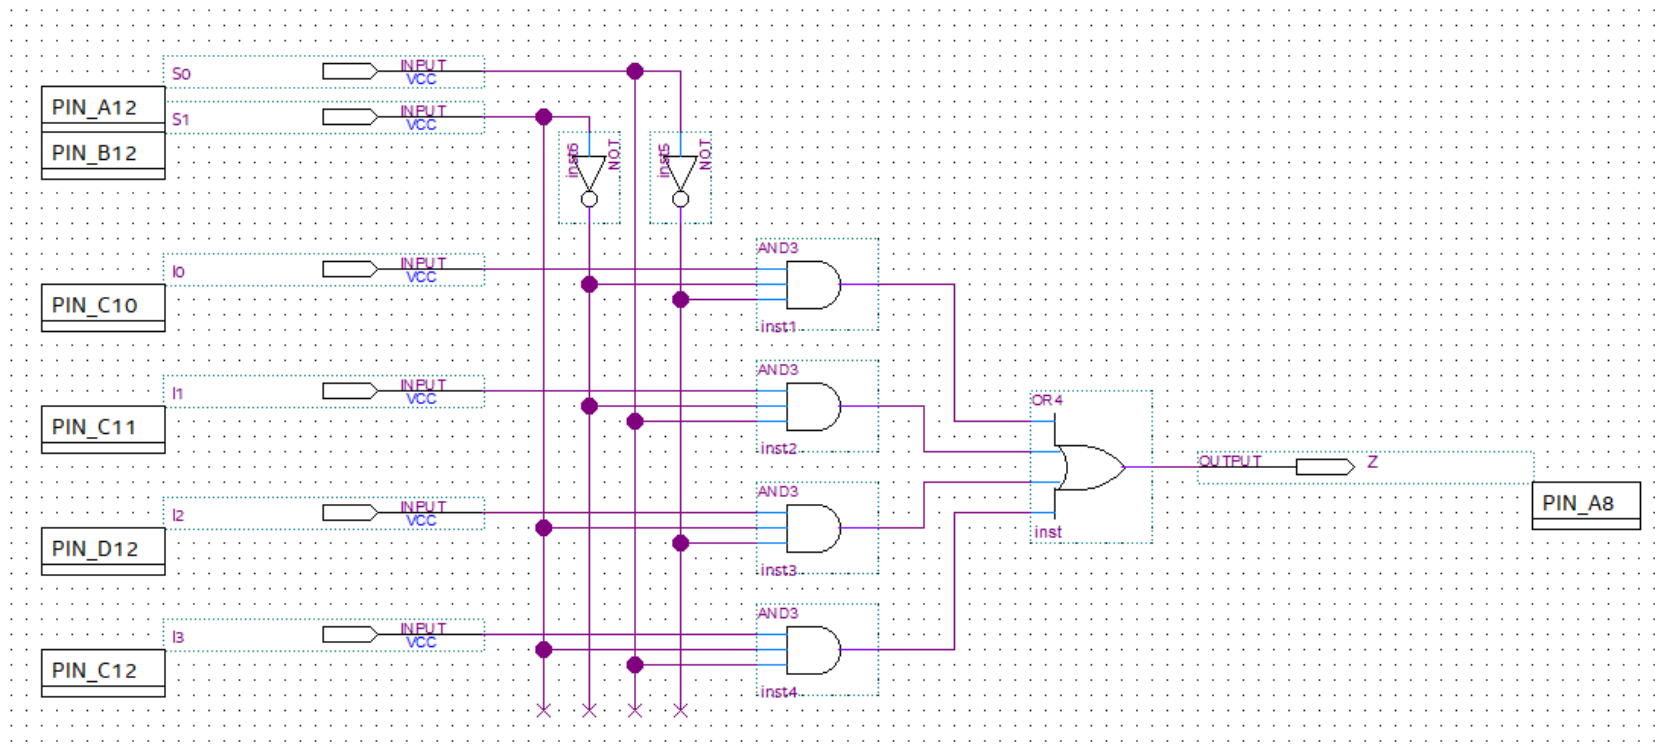 S0
INPUT
VCC
PIN_A12
S1
INPUT
VCC
PIN_B12
inst6
NOT
inst5
NOT
AND3
I0
INPUT
VCC
PIN_C10
inst1
AND3
I1
INPUT
VCC
PIN_C11
inst2
OR4
OUTPUT
Z
PIN_A8
inst
AND3
I2
INPUT
VCC
PIN_D12
inst3
AND3
I3
INPUT
VCC
PIN_C12
inst4